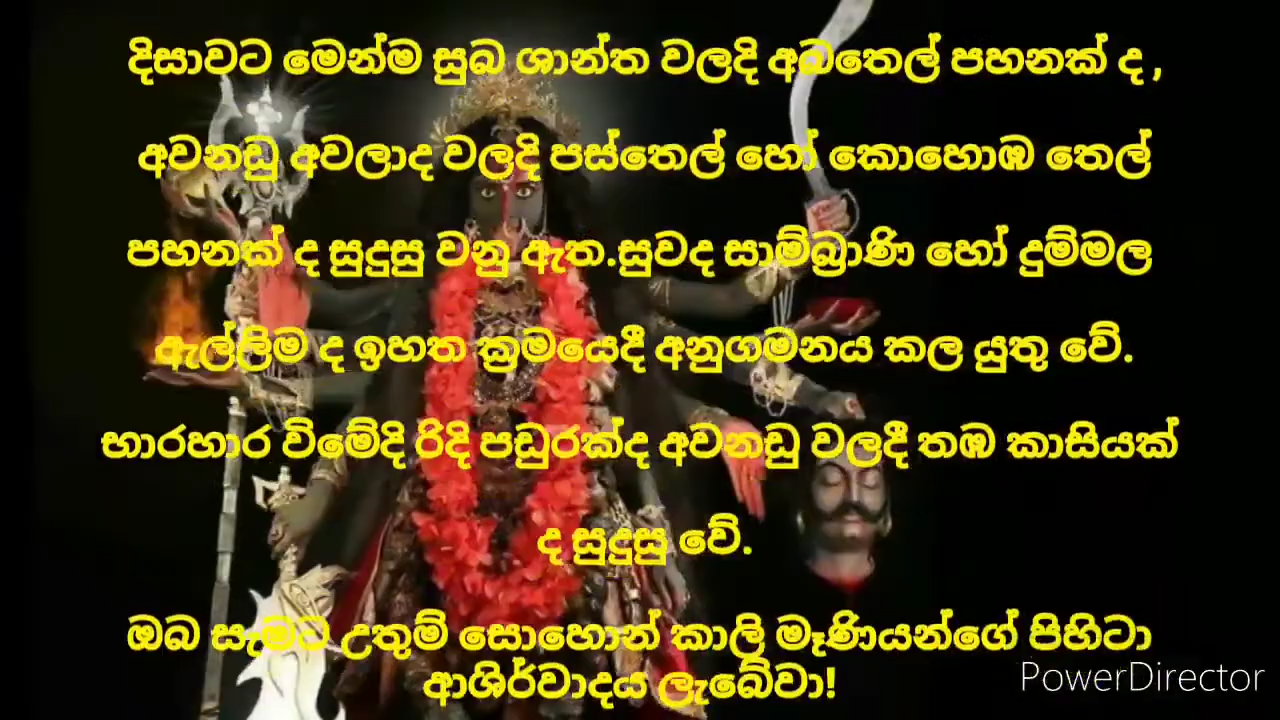 දිසාවට මෙන්ම සුබ ශාන්ත වලදි අබතෙල් පහනක් ද ,
අවනඩු අවලාද වලදි පස්තෙල් හෝ කොහොඹ තෙල්
පහනක් ද සුදුසු වනු ඇත.සුවද සාම්බ්‍රාණි හෝ දුම්මල
ඇල්ලිම ද ඉහත ක්‍රමයෙදී අනුගමනය කල යුතු වේ.
භාරහාර විමේදි රිදි පඩුරක්ද අවනඩු වලදී තඹ කාසියක්
ද සුදුසු වේ.
ඔබ සැමට උතුම් සොහොන් කාලි මෑණියන්ගේ පිහිටා
ආශිර්වාදය ලැබේවා!
PowerDirector